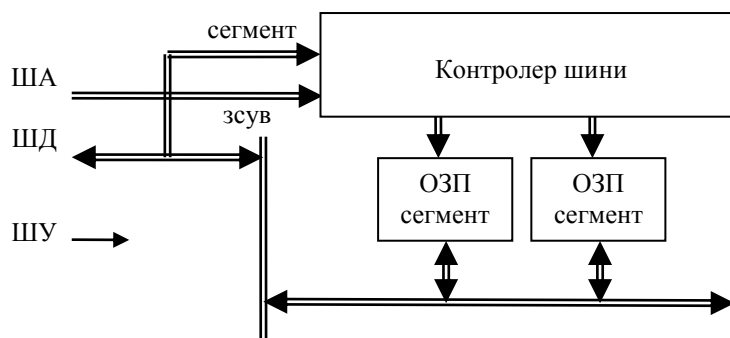 сегмент
Контролер шини
ША
зсув
ШД
ОЗП
сегмент
ОЗП
сегмент
ШУ